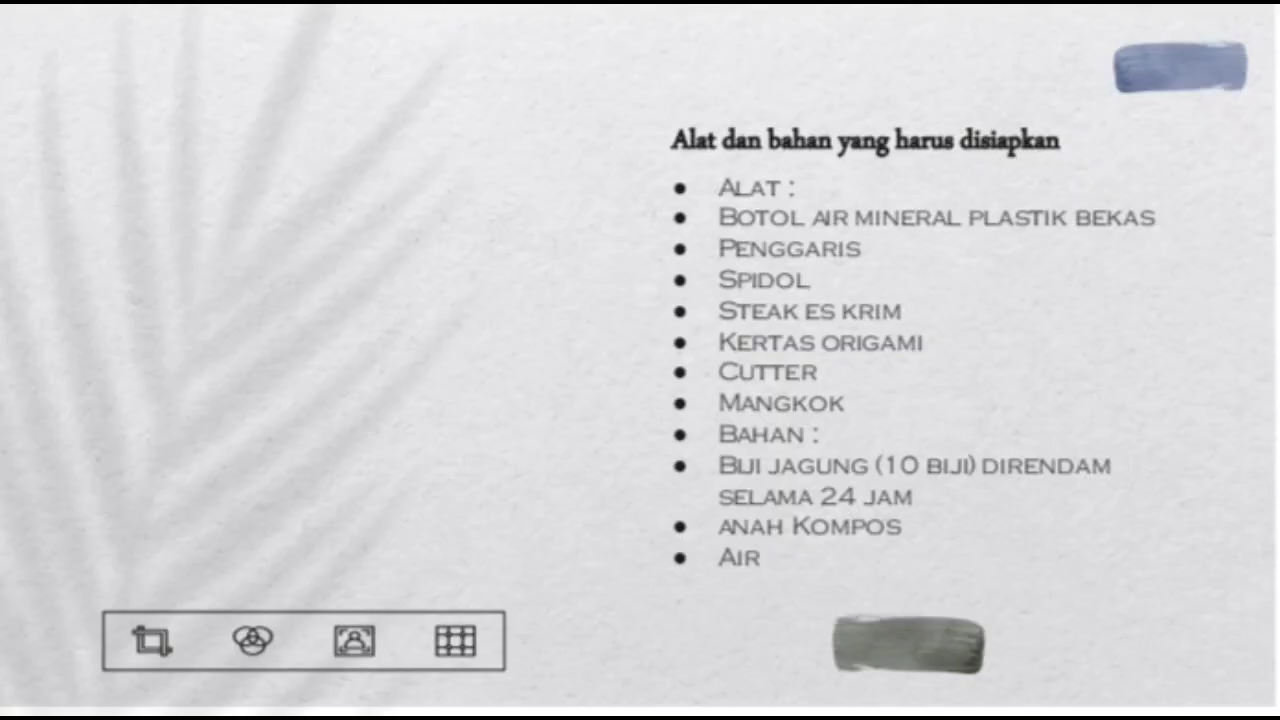 Alat dan bahan yang harus disiapkan
● Alat :
● Botol air mineral plastik bekas
● Penggaris
● Spidol
● Steak es krim
● Kertas origami
● Cutter
● Mangkok
● Bahan :
● Biji jagung (10 biji) direndam
selama 24 jam
● anah Kompos
● Air